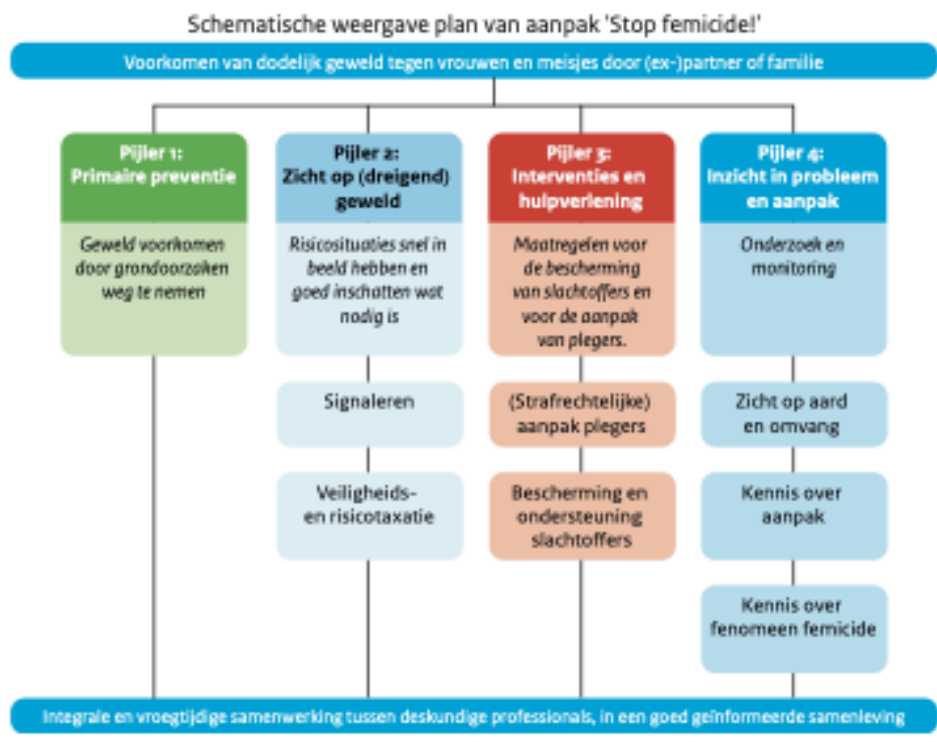 Schematische weergave plan van aanpak 'Stop femicide!'
Voorkomen van dodelijk geweld tegen vrouwen en meisjes door (ex-)partner of familie
Pijler 1:
Primaire preventie
Geweld voorkomen
door grondoorzaken
weg te nemen
Pijler 2:
Zicht op (dreigend)
geweld
Risicosituaties snel in
beeld hebben en
goed inschatten wat
nodig is
Signaleren
Veiligheids-
en risicotaxatie
Pijler 3:
Interventies en
hulpverlening
Maatregelen voor
de bescherming
van slachtoffers en
voor de aanpak
van plegers.
(Strafrechtelijke)
aanpak plegers
Bescherming en
ondersteuning
slachtoffers
Pijler 4:
Inzicht in probleem
en aanpak
Onderzoek en
monitoring
Zicht op aard
en omvang
Kennis over
aanpak
Kennis over
fenomeen femicide
Integrale en vroegtijdige samenwerking tussen deskundige professionals, in een goed geïnformeerde samenleving